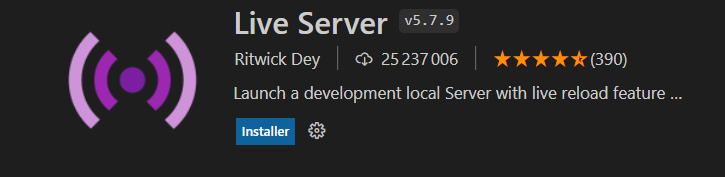 Live Server v5.7.9
Ritwick Dey 25 237 006 (390)
Launch a development local Server with live reload feature ...
Installer